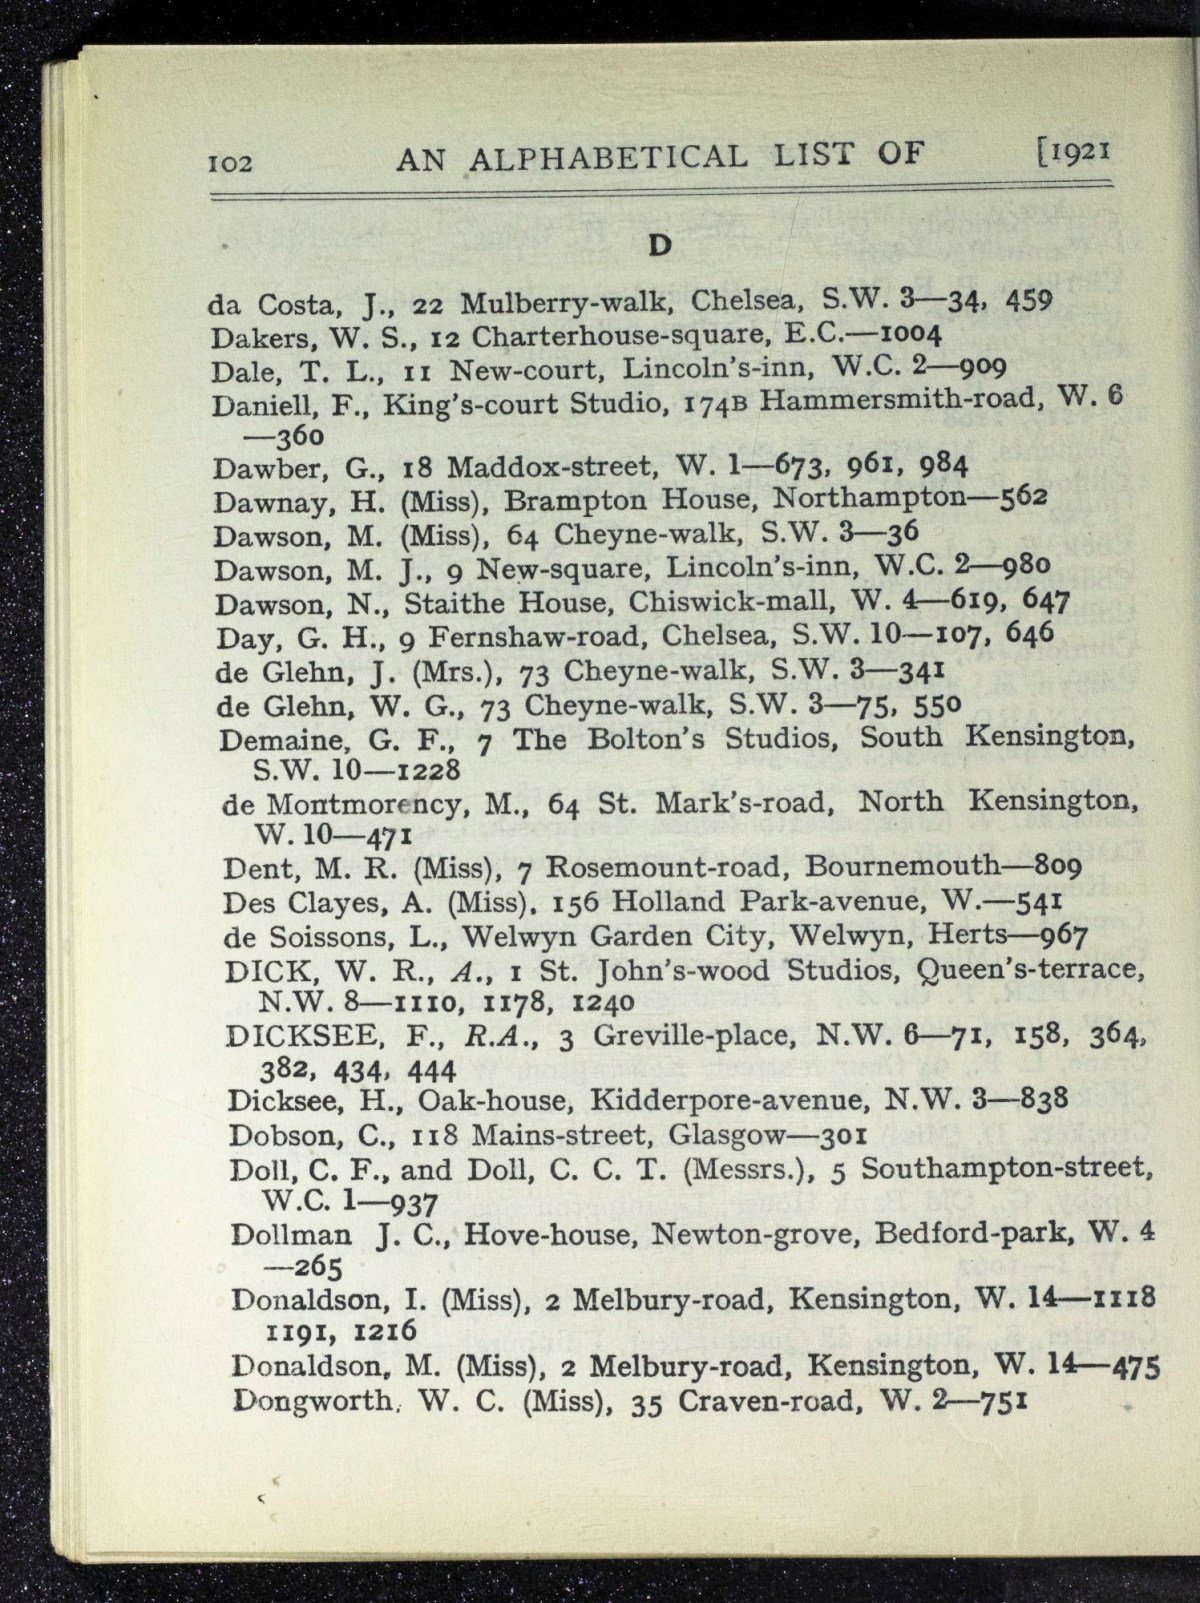 102 AN ALPHABETICAL LIST OF [1921
D
da Costa, J., 22 Mulberry-walk, Chelsea, S.W. 3—34, 459
Dakers, W. S., 12 Charterhouse-square, E.C.—1004
Dale, T. L., 11 New-court, Lincoln's-inn, W.C. 2—909
Daniell, F., King's-court Studio, 174B Hammersmith-road, W. 6
—360
Dawber, G., 18 Maddox-street, W. 1—673, 961, 984
Dawnay, H. (Miss), Brampton House, Northampton—562
Dawson, M. (Miss), 64 Cheyne-walk, S.W. 3—36
Dawson, M. J., 9 New-square, Lincoln's-inn, W.C. 2—980
Dawson, N., Staithe House, Chiswick-mall, W. 4—619, 647
Day, G. H., 9 Fernshaw-road, Chelsea, S.W. 10—107, 646
de Glehn, J. (Mrs.), 73 Cheyne-walk, S.W. 3—341
de Glehn, W. G., 73 Cheyne-walk, S.W. 3—75, 550
Demaine, G. F., 7 The Bolton's Studios, South Kensington,
S.W. 10—1228
de Montmorency, M., 64 St. Mark's-road, North Kensington,
W. 10—471
Dent, M. R. (Miss), 7 Rosemount-road, Bournemouth—809
Des Clayes, A. (Miss), 156 Holland Park-avenue, W.—541
de Soissons, L., Welwyn Garden City, Welwyn, Herts—967
DICK, W. R., A., 1 St. John's-wood Studios, Queen's-terrace,
N.W. 8—1110, 1178, 1240
DICKSEE, F., R.A., 3 Greville-place, N.W. 6—71, 158, 364,
382, 434, 444
Dicksee, H., Oak-house, Kidderpore-avenue, N.W. 3—838
Dobson, C., 118 Mains-street, Glasgow—301
Doll, C. F., and Doll, C. C. T. (Messrs.), 5 Southampton-street,
W.C. 1—937
Dollman J. C., Hove-house, Newton-grove, Bedford-park, W. 4
—265
Donaldson, I. (Miss), 2 Melbury-road, Kensington, W. 14—1118
1191, 1216
Donaldson, M. (Miss), 2 Melbury-road, Kensington, W. 14—475
Dongworth, W. C. (Miss), 35 Craven-road, W. 2—751